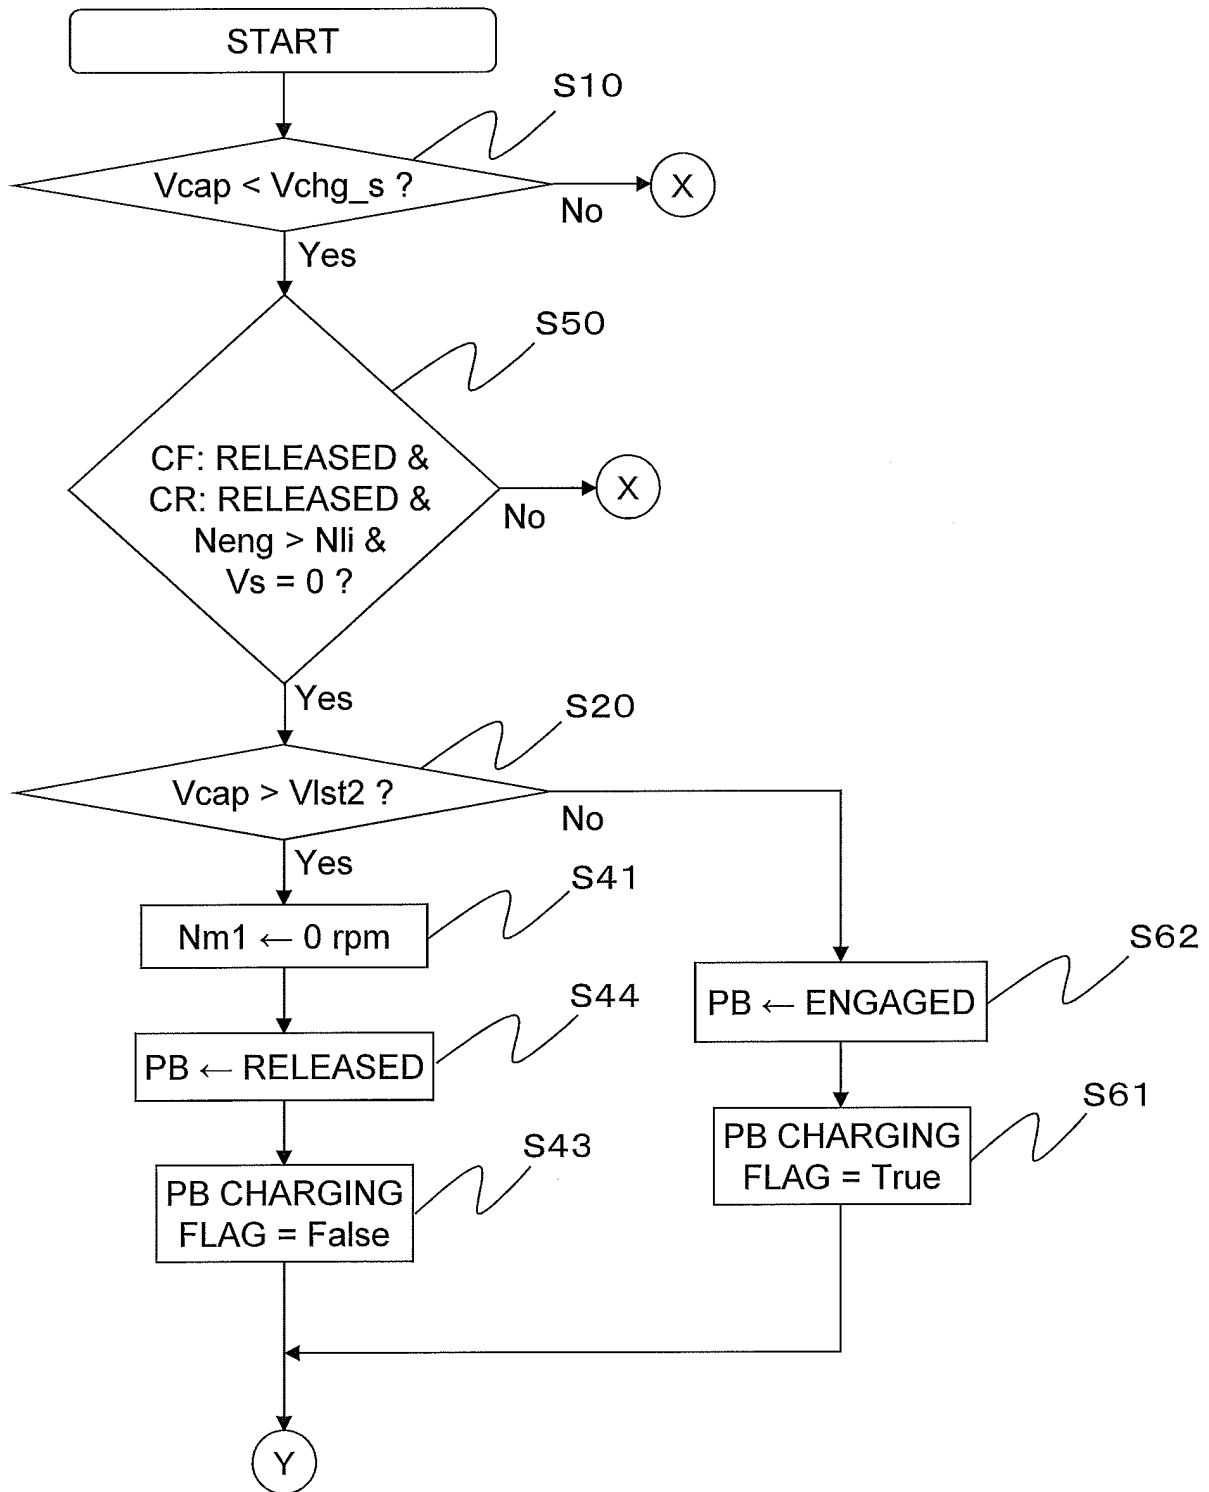 START
S10
Vcap < Vchg_s ?
X
No
Yes
S50
CF: RELEASED &
CR: RELEASED &
Neng > Nli &
Vs = 0 ?
X
No
Yes
S20
Vcap > Vlst2 ?
No
Yes
S41
Nm1 ← 0 rpm
S62
PB ← ENGAGED
S44
PB ← RELEASED
S61
PB CHARGING
FLAG = True
S43
PB CHARGING
FLAG = False
Y